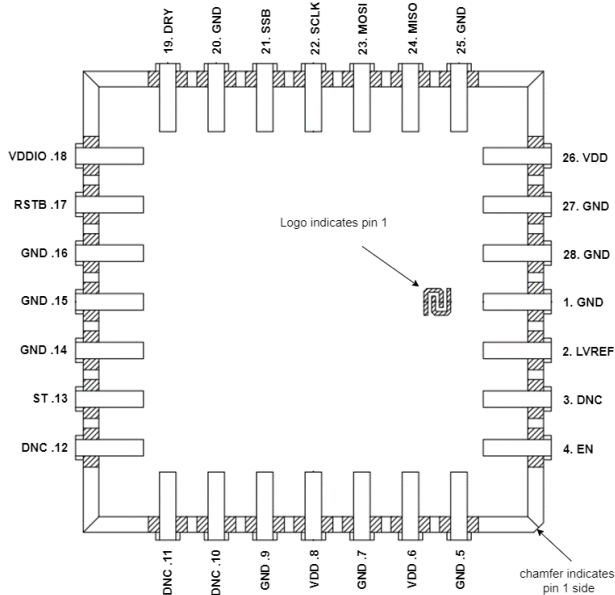 19. DRY
20. GND
21. SSB
22. SCLK
23. MOSI
24. MISO
25. GND
VDDIO .18
26. VDD
RSTB .17
27. GND
Logo indicates pin 1
GND .16
28. GND
GND .15
1. GND
GND .14
2. LVREF
ST .13
3. DNC
DNC .12
4. EN
DNC .11
DNC .10
GND .9
VDD .8
GND .7
VDD .6
GND .5
chamfer indicates
pin 1 side